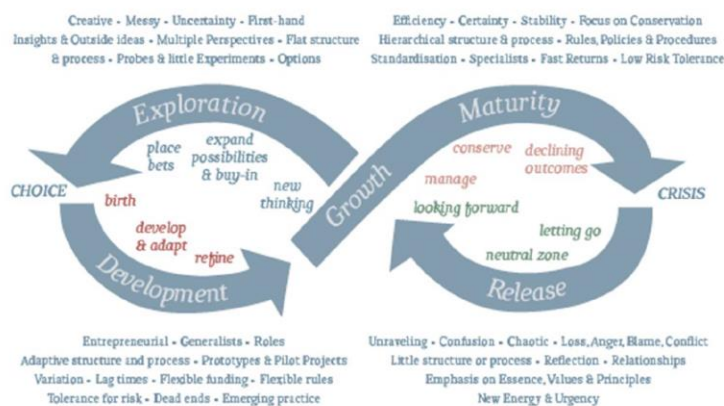 Creative - Messy - Uncertainty - First-hand
Insights & Outside ideas - Multiple Perspectives - Flat structure
& process - Probes & little Experiments - Options
Efficiency - Certainty - Stability - Focus on Conservation
Hierarchical structure & process - Rules, Policies & Procedures
Standardisation - Specialists - Fast Returns - Low Risk Tolerance
Exploration
Maturity
place
bets
expand
possibilities
& buy-in
new
thinking
conserve
declining
outcomes
manage
CHOICE
birth
Growth
looking forward
CRISIS
develop
& adapt
refine
letting go
neutral zone
Development
Release
Entrepreneurial - Generalists - Roles
Adaptive structure and process - Prototypes & Pilot Projects
Variation - Lag times - Flexible funding - Flexible rules
Tolerance for risk - Dead ends - Emerging practice
Unraveling - Confusion - Chaotic - Loss, Anger, Blame, Conflict
Little structure or process - Reflection - Relationships
Emphasis on Essence, Values & Principles
New Energy & Urgency